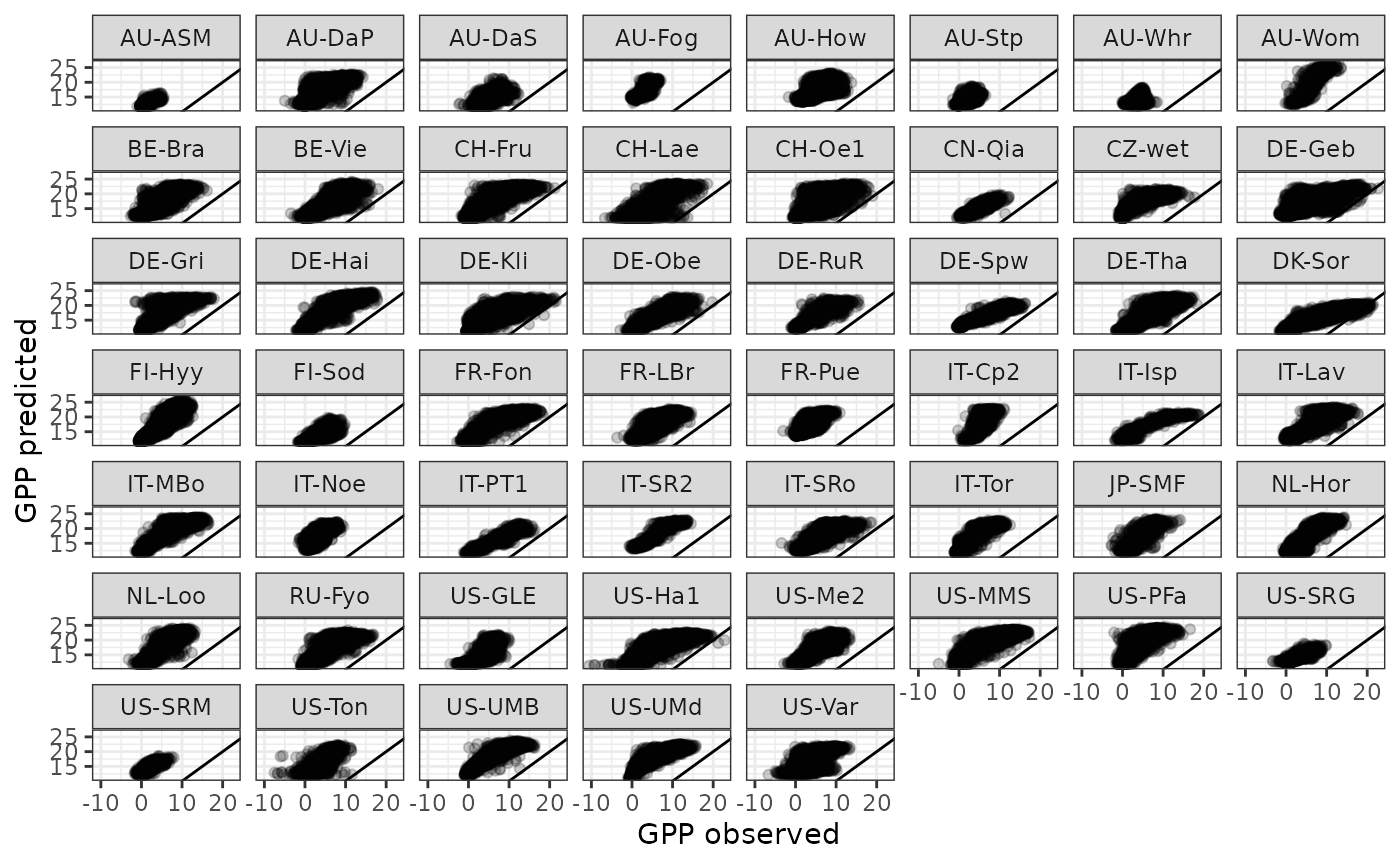 AU-ASM AU-DaP AU-DaS AU-Fog AU-How AU-Stp AU-Whr AU-Wom
25
20
15
BE-Bra BE-Vie CH-Fru CH-Lae CH-Oe1 CN-Qia CZ-wet DE-Geb
25
20
15
DE-Gri DE-Hai DE-Kli DE-Obe DE-RuR DE-Spw DE-Tha DK-Sor
25
20
15
FI-Hyy FI-Sod FR-Fon FR-LBr FR-Pue IT-Cp2 IT-Isp IT-Lav
25
20
15
IT-MBo IT-Noe IT-PT1 IT-SR2 IT-SRo IT-Tor JP-SMF NL-Hor
25
20
15
NL-Loo RU-Fyo US-GLE US-Ha1 US-Me2 US-MMS US-PFa US-SRG
25
20
15
-10 0 10 20 -10 0 10 20 -10 0 10 20
US-SRM US-Ton US-UMB US-UMd US-Var
25
20
15
-10 0 10 20 -10 0 10 20 -10 0 10 20 -10 0 10 20 -10 0 10 20
GPP observed
GPP predicted